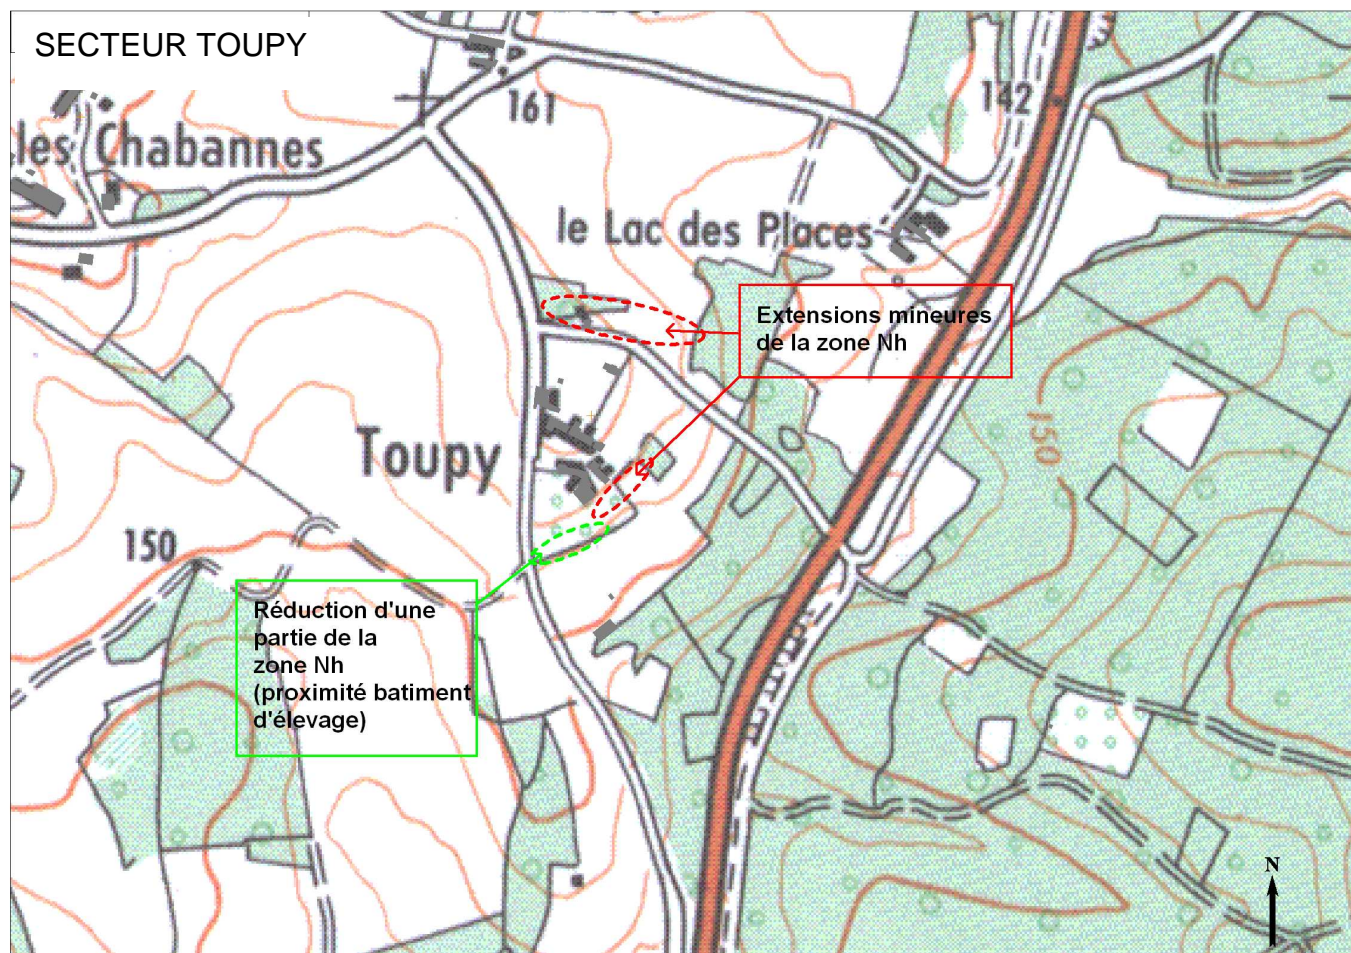 SECTEUR TOUPY
161
142
les Chabannes
le Lac des Places
Extensions mineures
de la zone Nh
150
Toupy
150
Réduction d'une
partie de la
zone Nh
(proximité batiment
d'élevage)
N